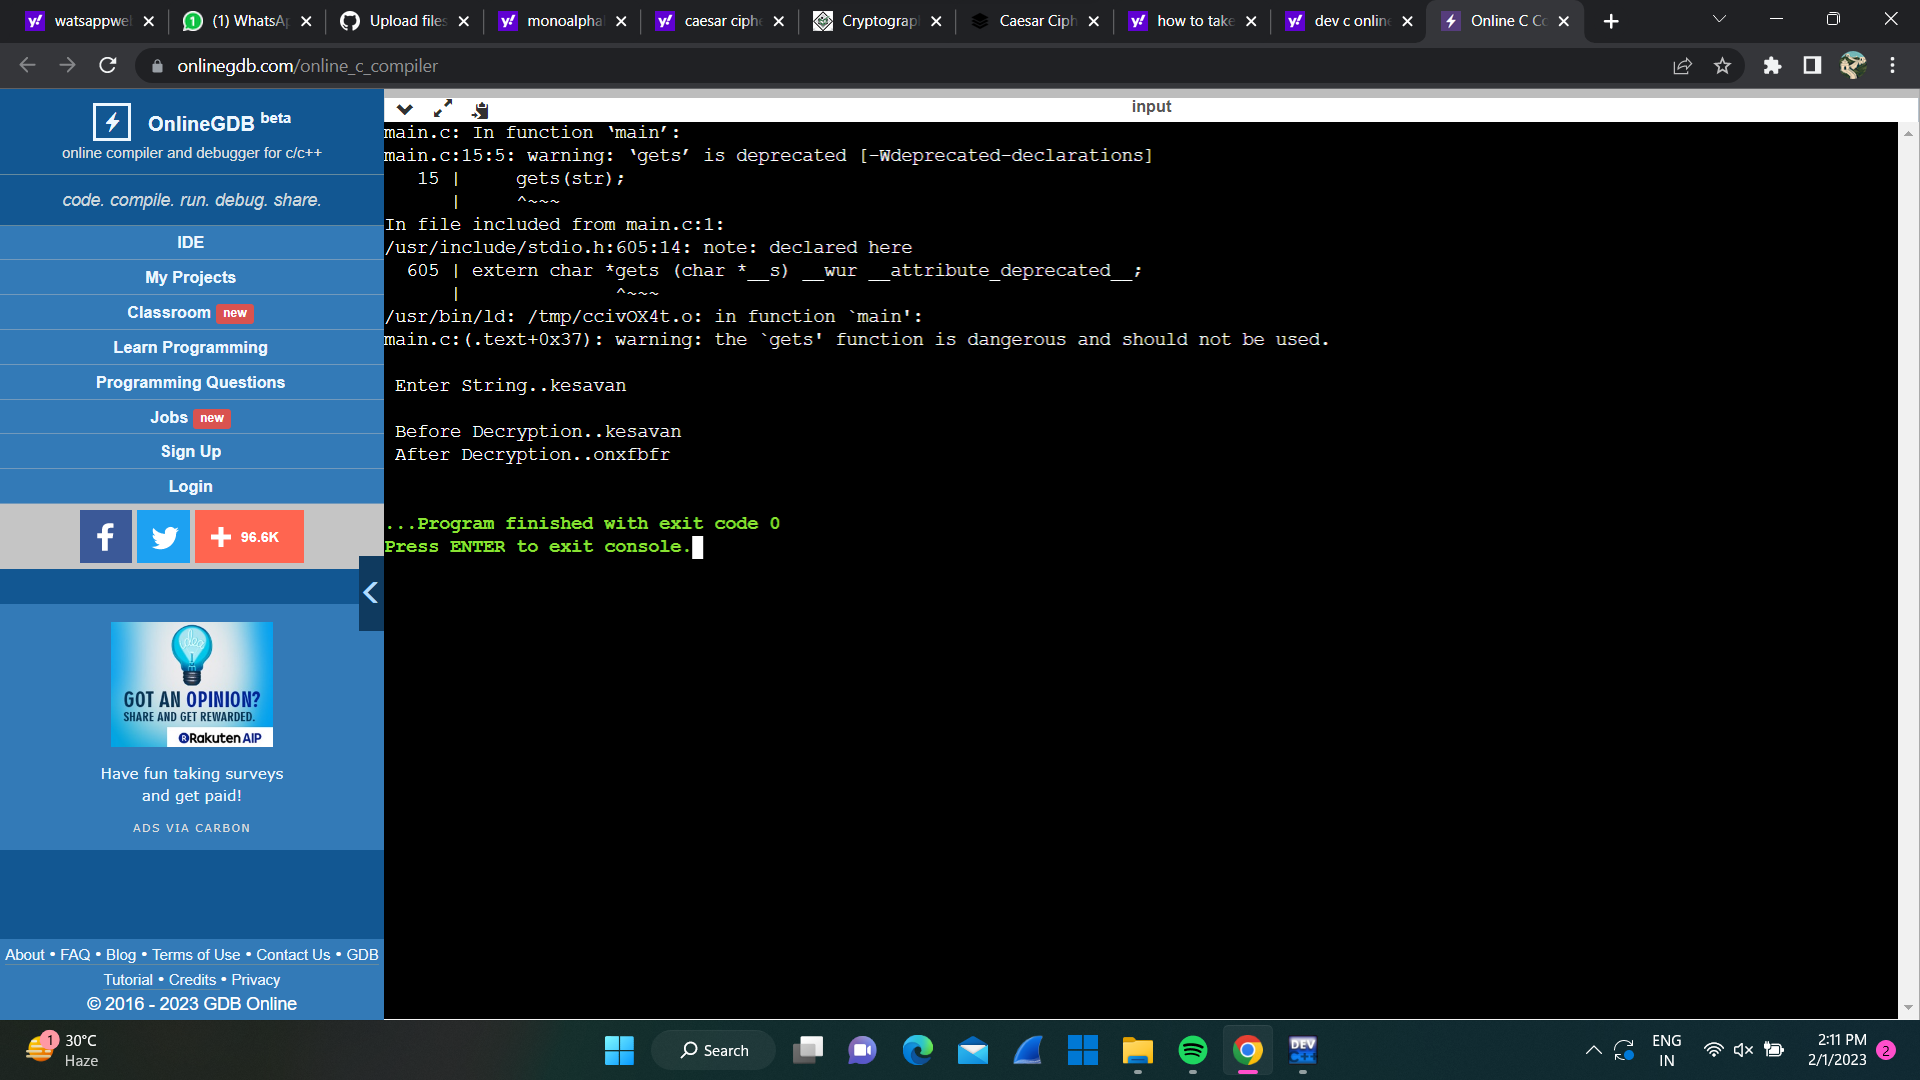 watsappwe
(1) WhatsA
Upload files
monoalpha
caesar ciphe
Cryptograp
Caesar Ciph
how to take
dev c online
Online C Co
onlinegdb.com/online_c_compiler
OnlineGDB beta
online compiler and debugger for c/c++
code. compile. run. debug. share.
IDE
My Projects
Classroom new
Learn Programming
Programming Questions
Jobs new
Sign Up
Login
96.6K
GOT AN OPINION?
SHARE AND GET REWARDED.
Rakuten AIP
Have fun taking surveys
and get paid!
ADS VIA CARBON
About • FAQ • Blog • Terms of Use • Contact Us • GDB
Tutorial • Credits • Privacy
© 2016 - 2023 GDB Online
input
main.c: In function ‘main’:
main.c:15:5: warning: ‘gets’ is deprecated [-Wdeprecated-declarations]
15 | gets(str);
| ^~~~
In file included from main.c:1:
/usr/include/stdio.h:605:14: note: declared here
605 | extern char *gets (char *__s) __wur __attribute_deprecated__;
| ^~~~
/usr/bin/ld: /tmp/ccivOX4t.o: in function `main':
main.c:(.text+0x37): warning: the `gets' function is dangerous and should not be used.
Enter String..kesavan
Before Decryption..kesavan
After Decryption..onxfbfr
...Program finished with exit code 0
Press ENTER to exit console.
1
30°C
Haze
Search
DEV
ENG
IN
2:11 PM
2/1/2023
2